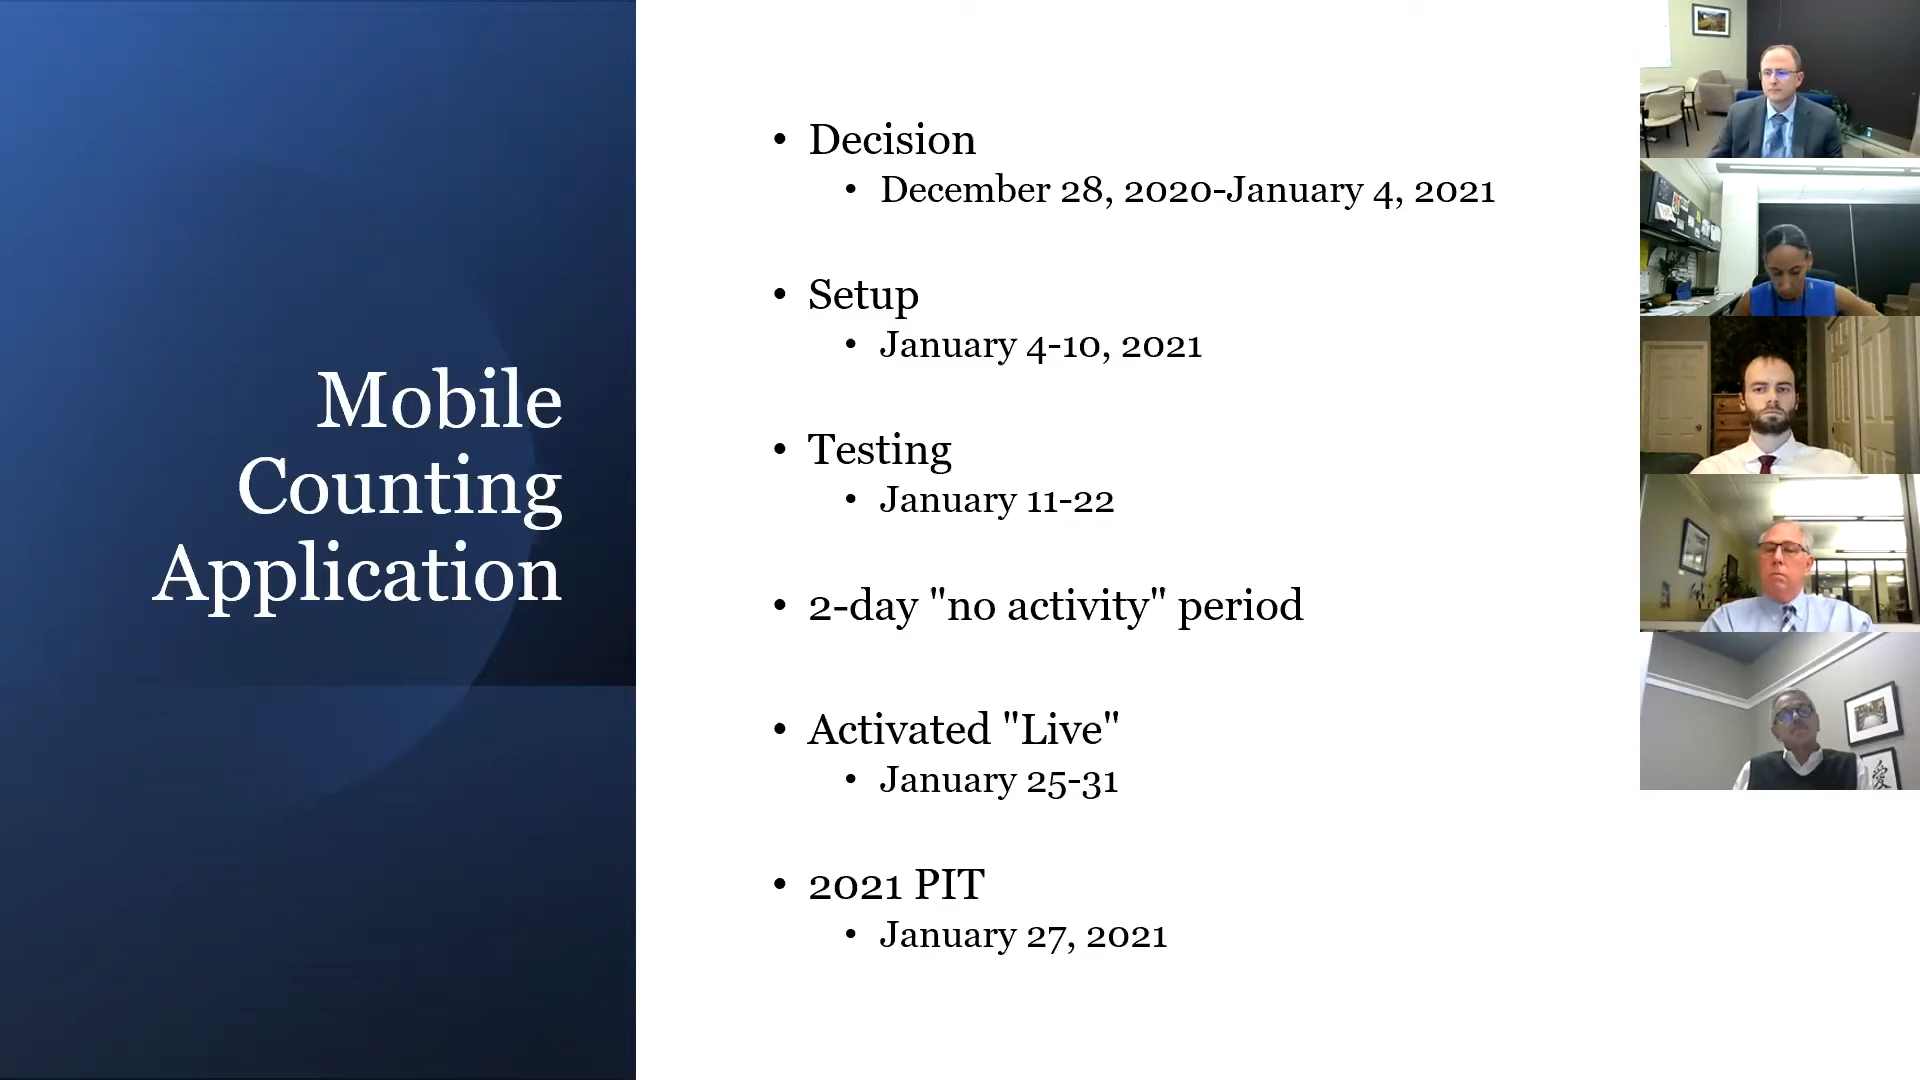 Mobile
Counting
Application
• Decision
• December 28, 2020-January 4, 2021
• Setup
• January 4-10, 2021
• Testing
• January 11-22
• 2-day "no activity" period
• Activated "Live"
• January 25-31
• 2021 PIT
• January 27, 2021
愛